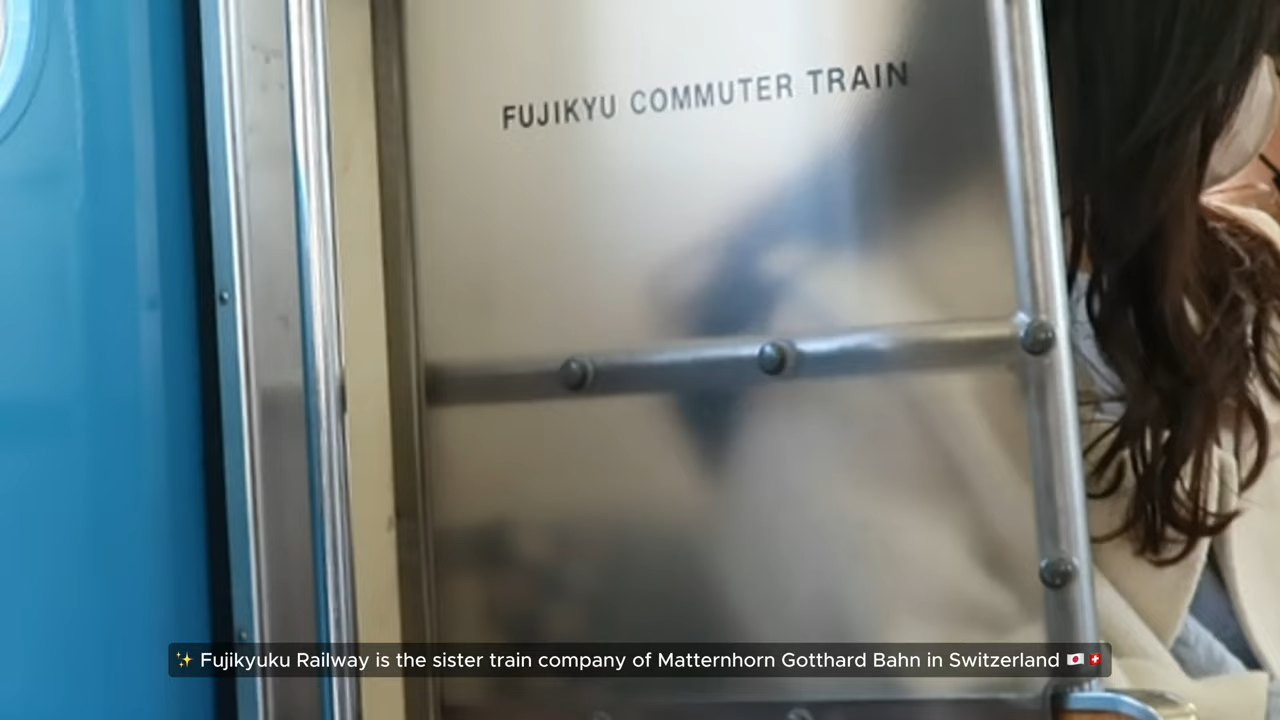 FUJIKYU COMMUTER TRAIN
✨ Fujikyuku Railway is the sister train company of Matternhorn Gotthard Bahn in Switzerland 🇯🇵🇨🇭